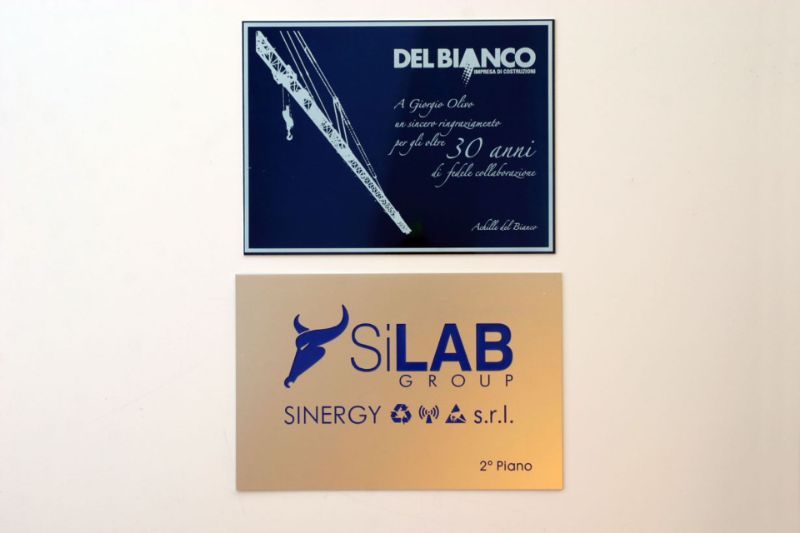 DEL BIANCO
IMPRESA DI COSTRUZIONI
A Giorgio Olivo
un sincero ringraziamento
per gli oltre 30 anni
di fedele collaborazione
Achille del Bianco
SiLAB
GROUP
SINERGY s.r.l.
2° Piano